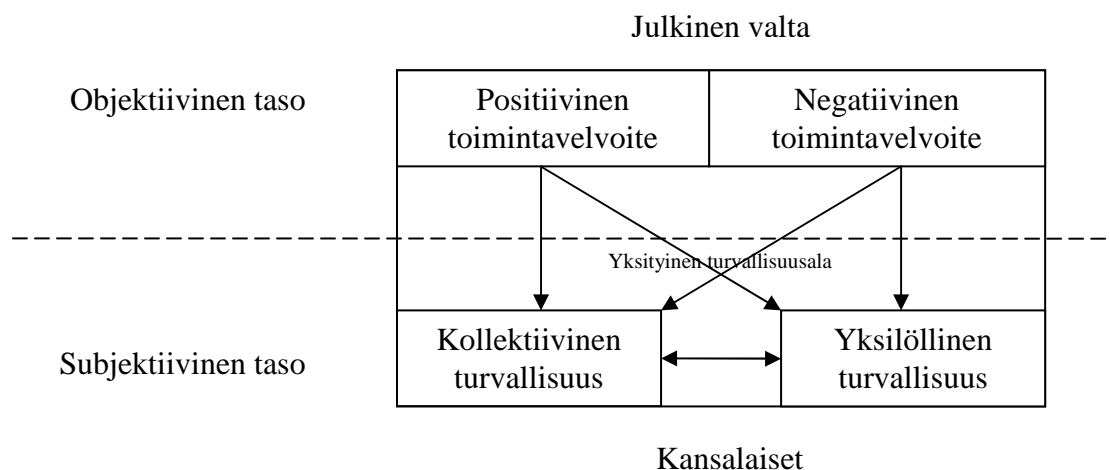 Julkinen valta
Objektiivinen taso
Positiivinen
toimintavelvoite
Negatiivinen
toimintavelvoite
Yksityinen turvallisuusala
Subjektiivinen taso
Kollektiivinen
turvallisuus
Yksilöllinen
turvallisuus
Kansalaiset